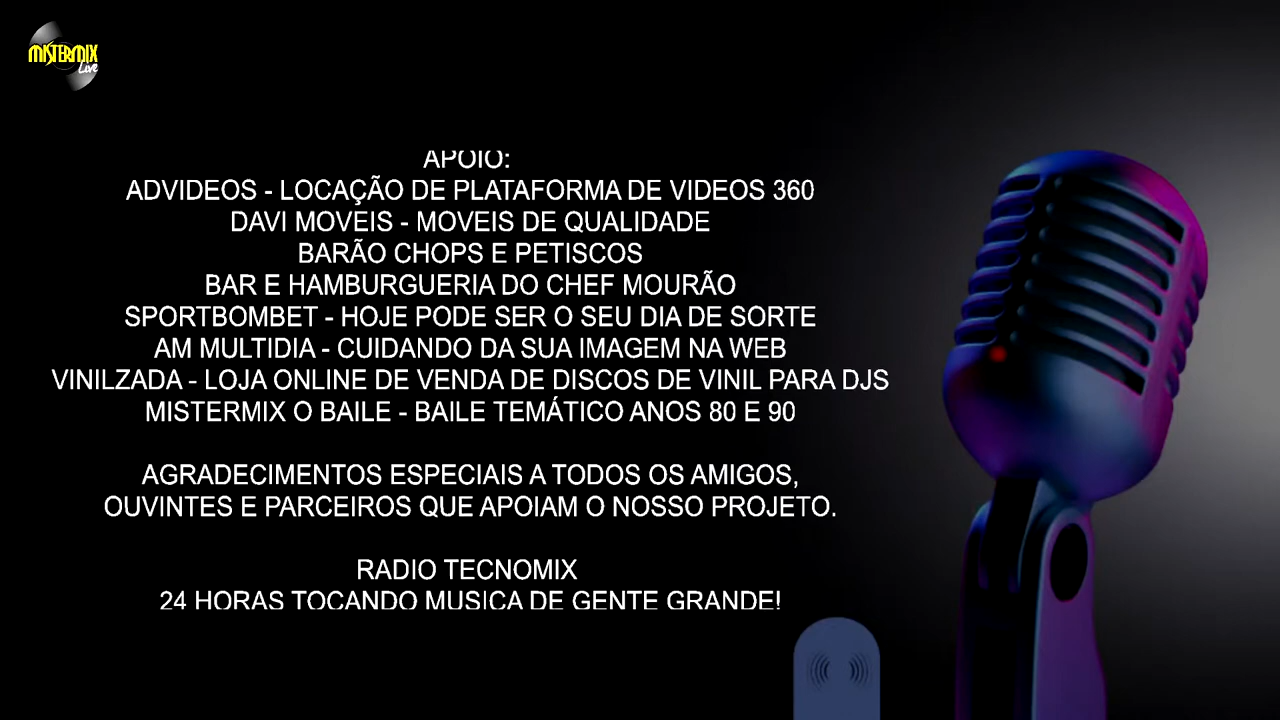 MISTERMIX
Live
APOIO:
ADVIDEOS - LOCAÇÃO DE PLATAFORMA DE VIDEOS 360
DAVI MOVEIS - MOVEIS DE QUALIDADE
BARÃO CHOPS E PETISCOS
BAR E HAMBURGUERIA DO CHEF MOURÃO
SPORTBOMBET - HOJE PODE SER O SEU DIA DE SORTE
AM MULTIDIA - CUIDANDO DA SUA IMAGEM NA WEB
VINILZADA - LOJA ONLINE DE VENDA DE DISCOS DE VINIL PARA DJS
MISTERMIX O BAILE - BAILE TEMÁTICO ANOS 80 E 90
AGRADECIMENTOS ESPECIAIS A TODOS OS AMIGOS,
OUVINTES E PARCEIROS QUE APOIAM O NOSSO PROJETO.
RADIO TECNOMIX
24 HORAS TOCANDO MUSICA DE GENTE GRANDE!